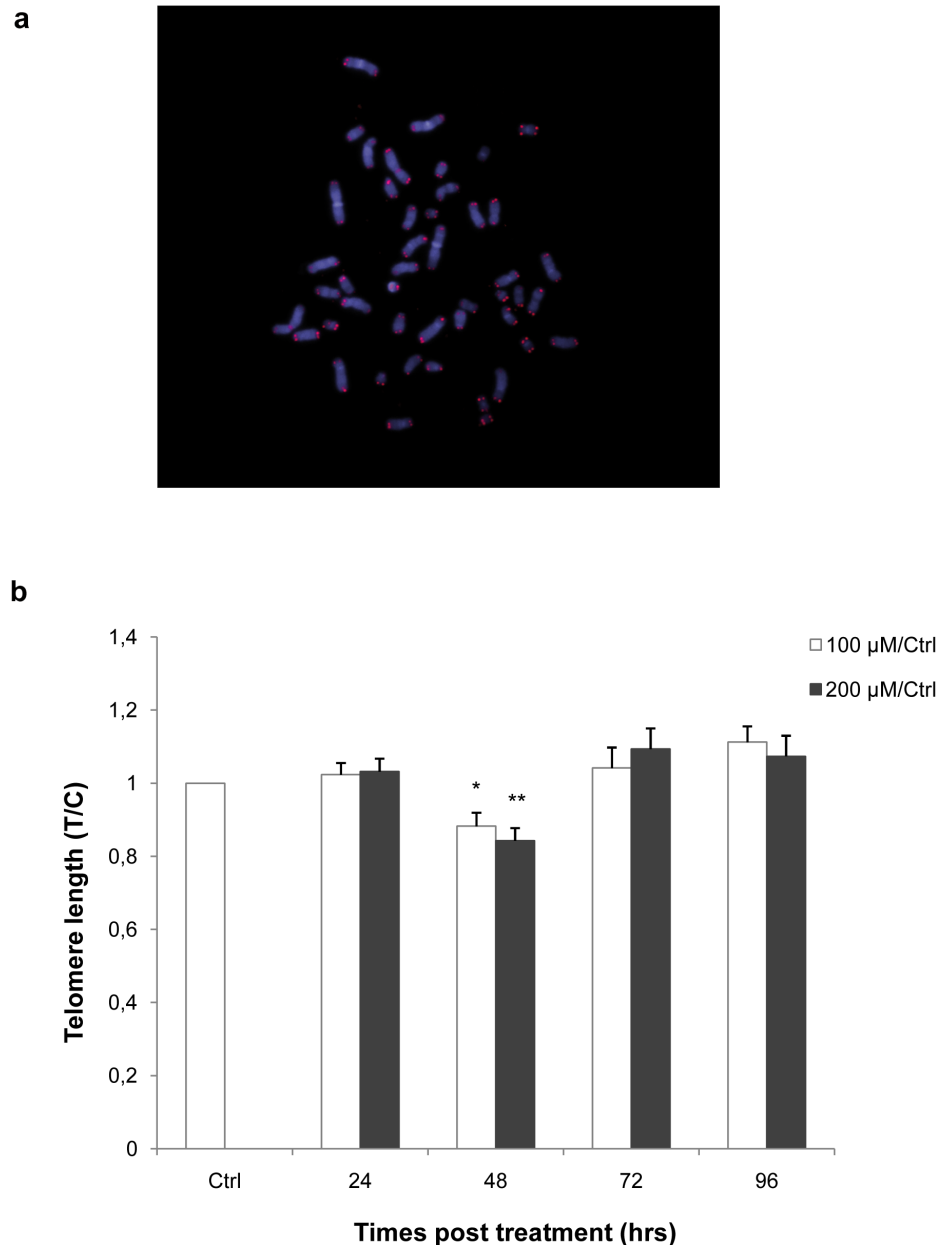 a
b
1,4
1,2
1
0,8
0,6
0,4
0,2
0
Telomere length (T/C)
100 µM/Ctrl
200 µM/Ctrl
*
**
Ctrl 24 48 72 96
Times post treatment (hrs)